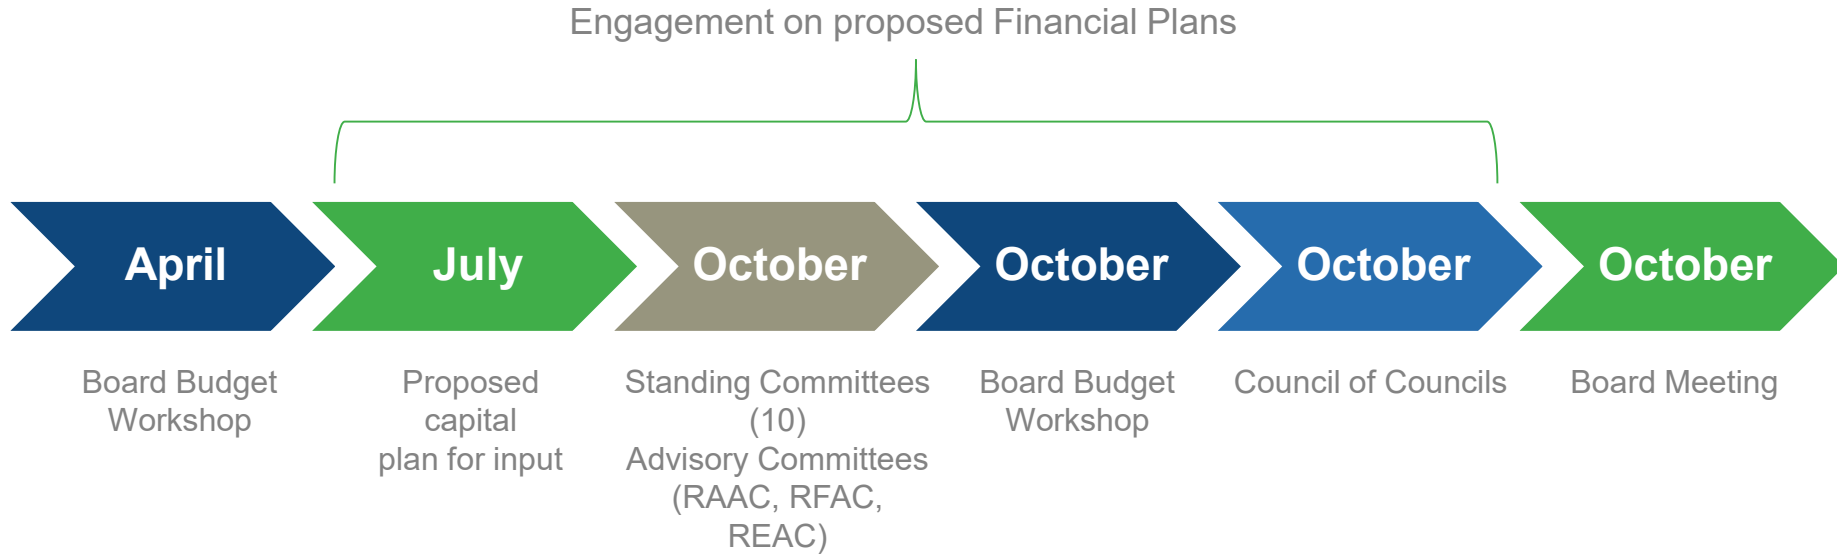 Engagement on proposed Financial Plans
April
July
October
October
October
October
Board Budget
Workshop
Proposed
capital
plan for input
Standing Committees
(10)
Advisory Committees
(RAAC, RFAC,
REAC)
Board Budget
Workshop
Council of Councils
Board Meeting